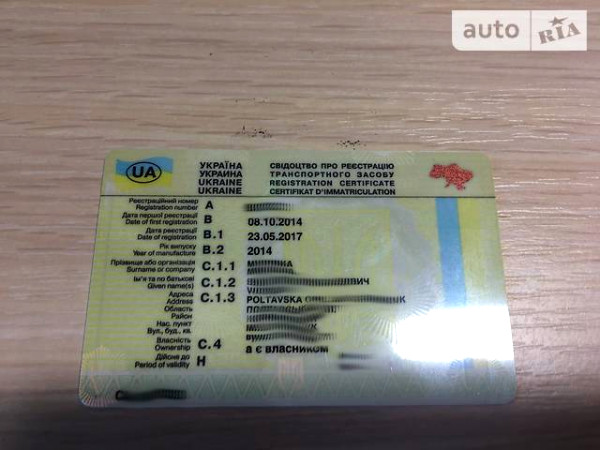 auto RIA
УКРАЇНА
УКРАИНА
UKRAINE
UKRAINE
СВІДОЦТВО ПРО РЕЄСТРАЦІЮ
ТРАНСПОРТНОГО ЗАСОБУ
REGISTRATION CERTIFICATE
CERTIFIKAT D'IMMATRICULATION
UA
Реєстраційний номер
Registration number A
Дата першої реєстрації
Date of first registration B 08.10.2014
Дата реєстрації
Date of registration B.1 23.05.2017
Рік випуску
Year of manufacture B.2 2014
Прізвище або організація
Surname or company C.1.1
Ім'я та по батькові
Given name(s) C.1.2
Адреса
Address C.1.3 POLTAVSKA
Область
Район
Нас. пункт
Вул., буд., кв.
Власність
Ownership C.4 а є власником
Дійсне до
Period of validity H